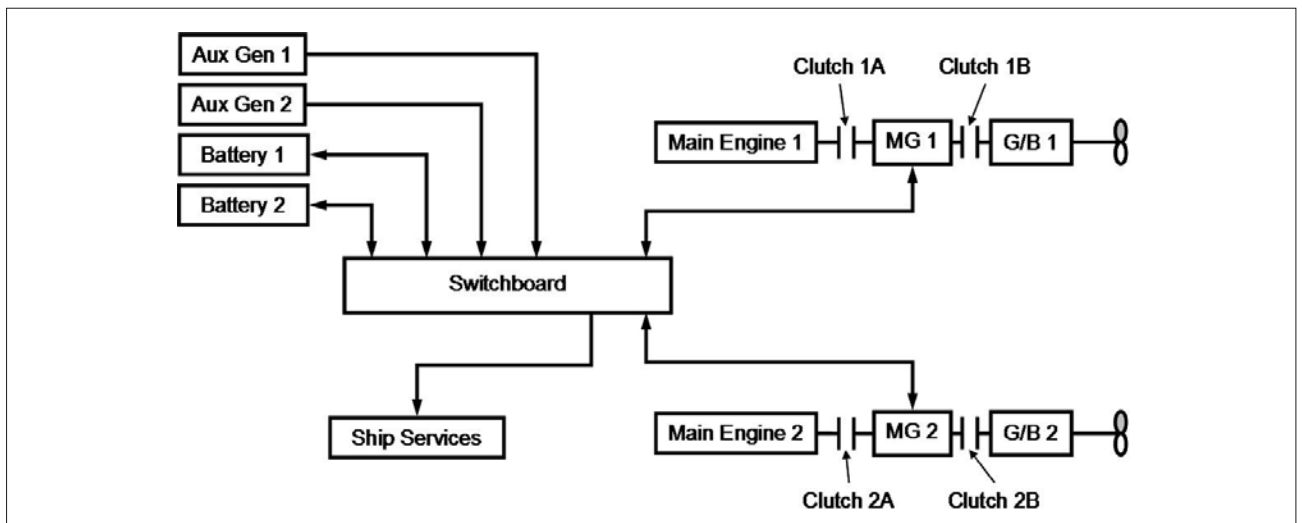 Aux Gen 1
Aux Gen 2
Battery 1
Battery 2
Switchboard
Ship Services
Clutch 1A
Clutch 1B
Main Engine 1
MG 1
G/B 1
Main Engine 2
MG 2
G/B 2
Clutch 2A
Clutch 2B